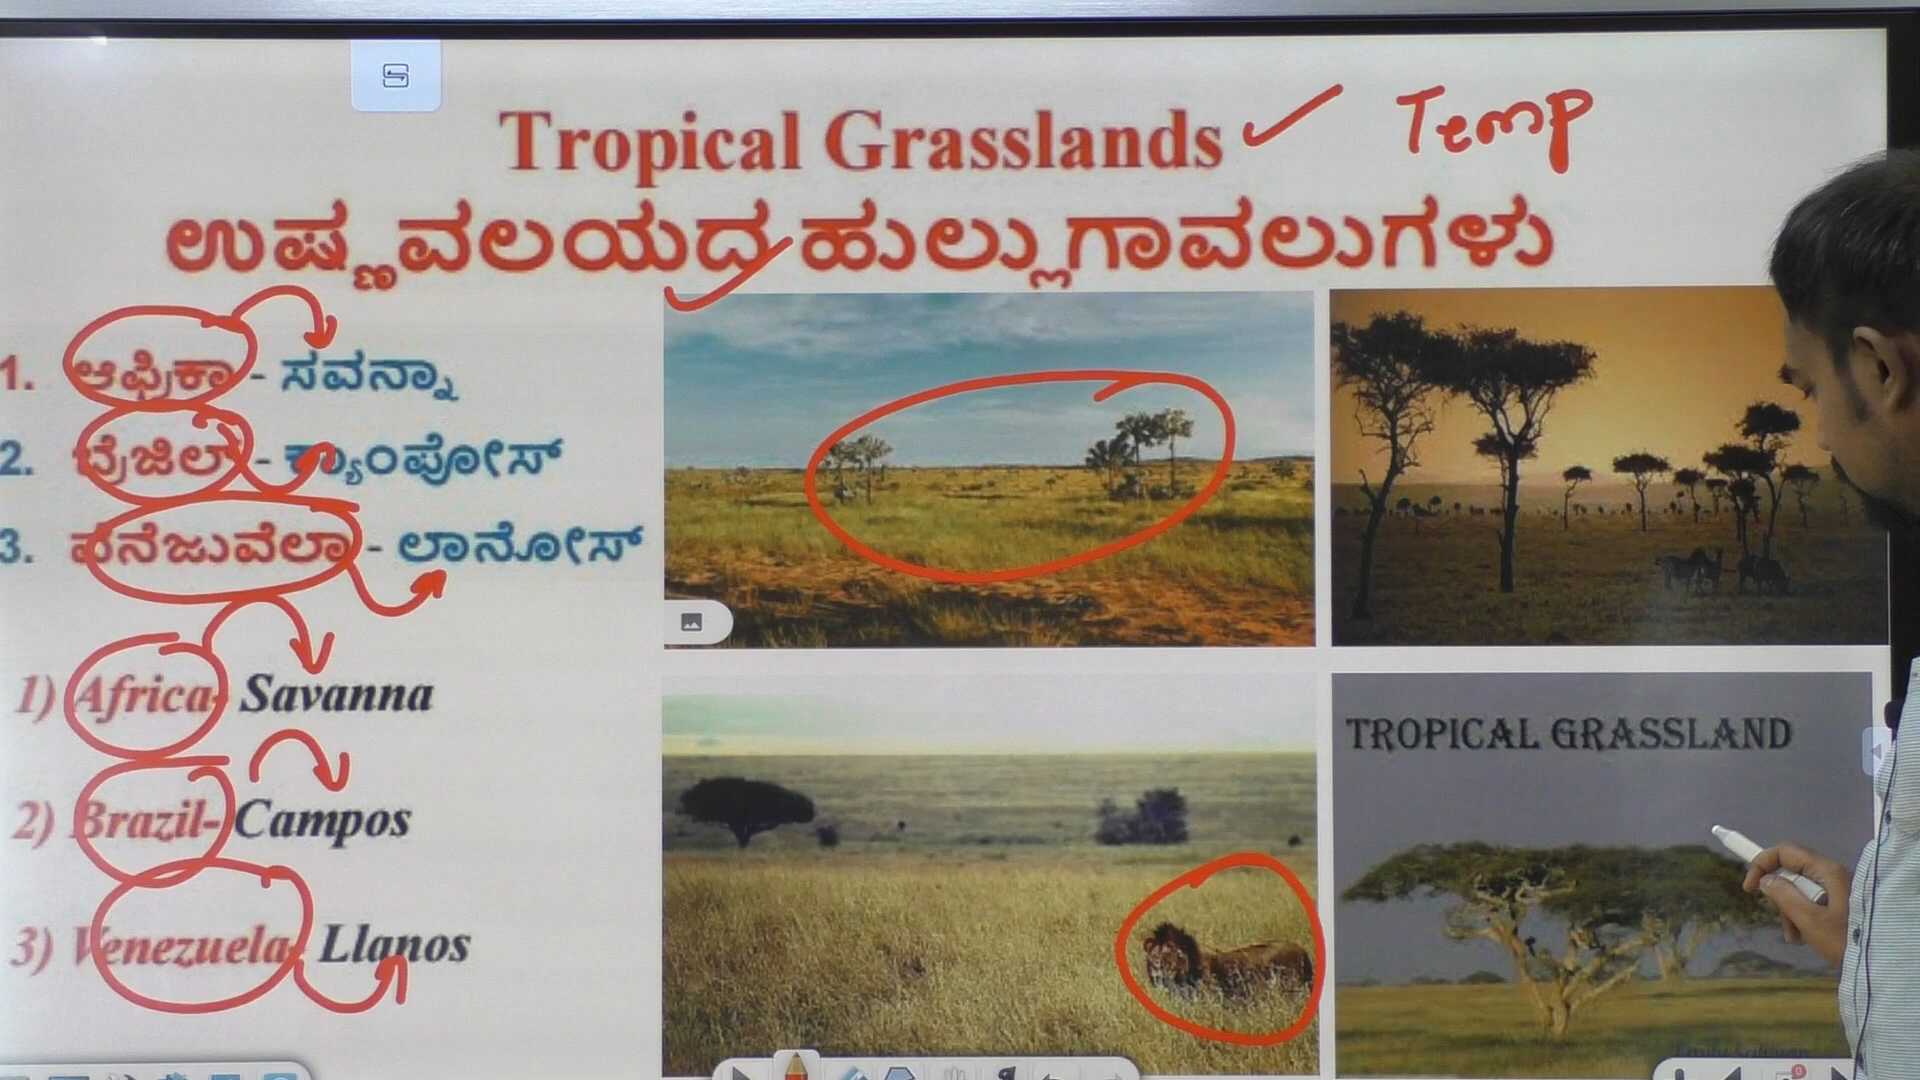 Tropical Grasslands Temp
ಉಷ್ಣವಲಯದ ಹುಲ್ಲುಗಾವಲುಗಳು
1. ಆಫ್ರಿಕಾ - ಸವನ್ನಾ
2. ಬ್ರೆಜಿಲ್ - ಕ್ಯಾಂಪೋಸ್
3. ವೆನೆಜುವೆಲಾ - ಲಾನೋಸ್
1) Africa- Savanna
2) Brazil- Campos
3) Venezuela- Llanos
TROPICAL GRASSLAND